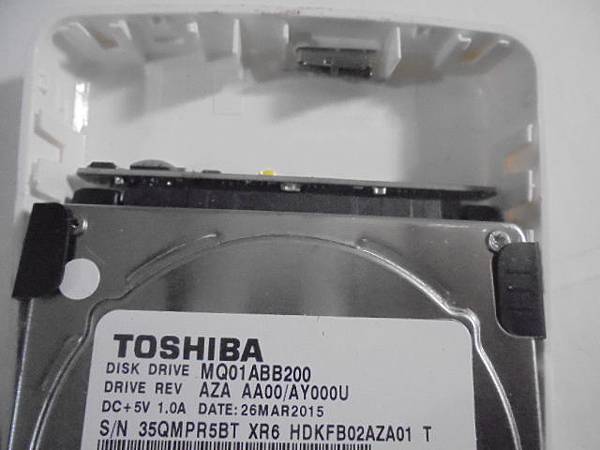 TOSHIBA
DISK DRIVE MQ01ABB200
DRIVE REV AZA AA00/AY000U
DC+5V 1.0A DATE:26MAR2015
S/N 35QMPR5BT XR6 HDKFB02AZA01 T